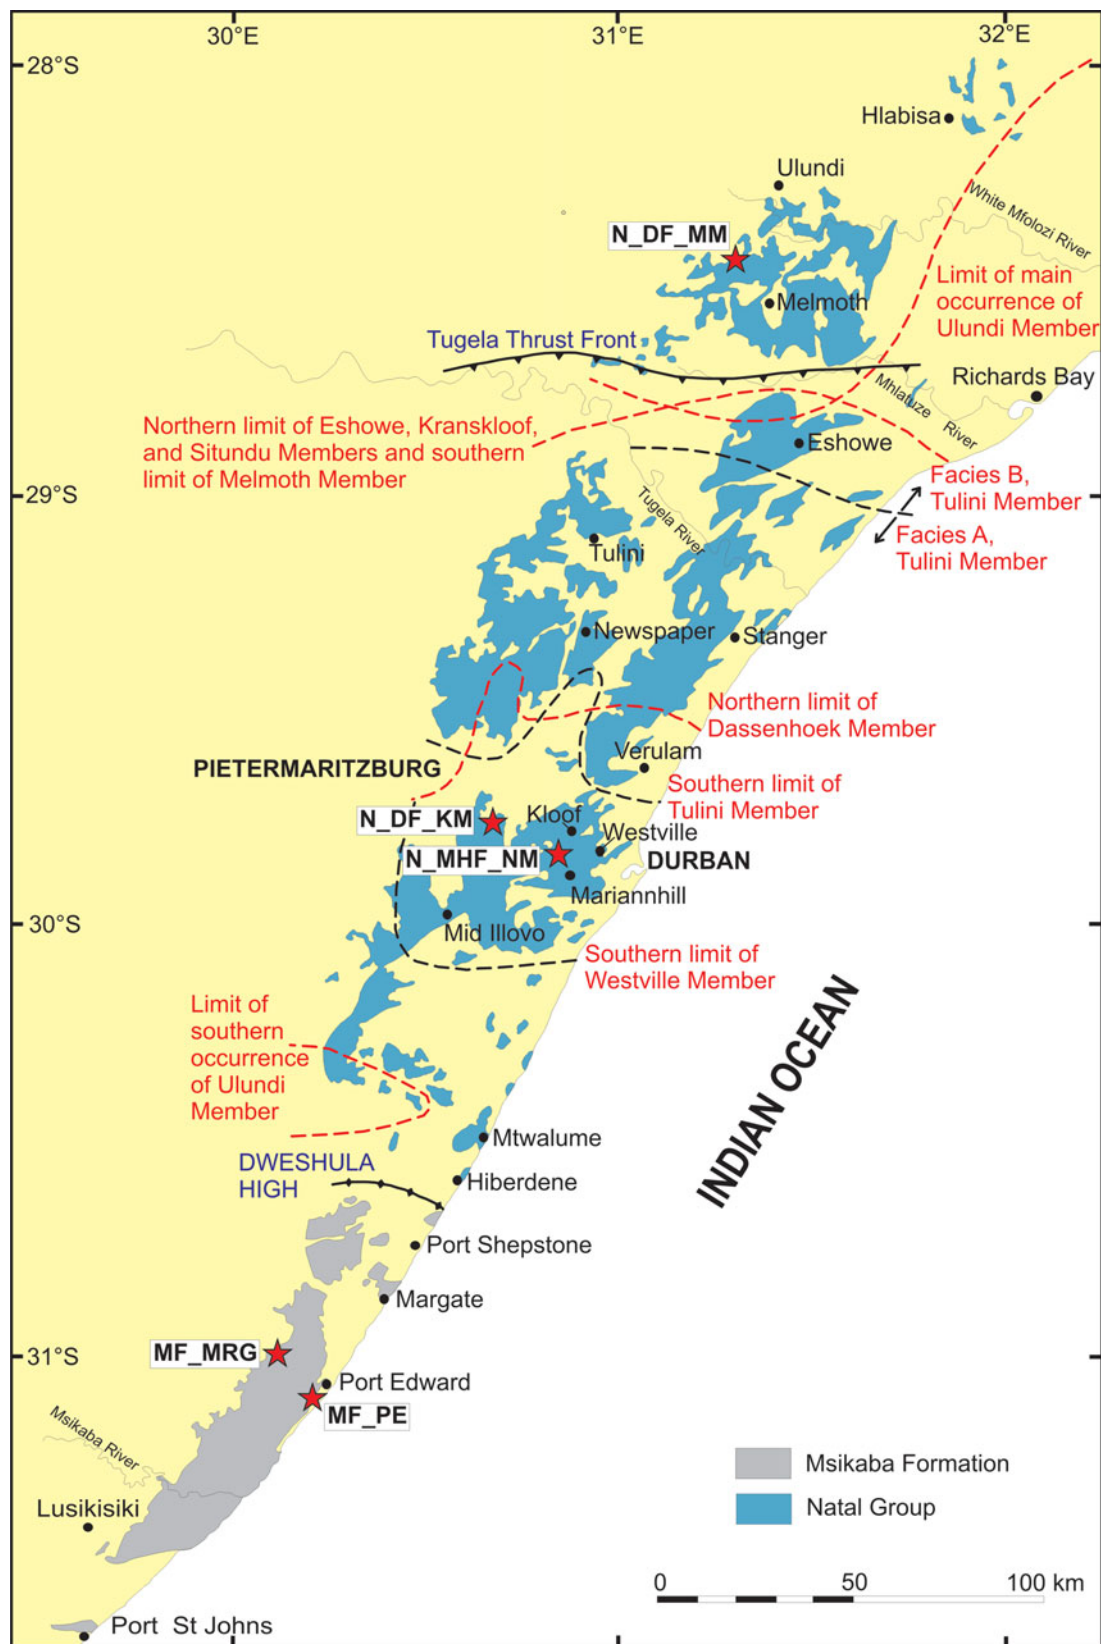 30°E
31°E
32°E
28°S
Hlabisa
Ulundi
White Mfolozi River
N_DF_MM
Limit of main
occurrence of
Ulundi Member
Melmoth
Tugela Thrust Front
Richards Bay
Mhlatuze River
Northern limit of Eshowe, Kranskloof,
and Situndu Members and southern
limit of Melmoth Member
Eshowe
Facies B,
Tulini Member
29°S
Tugela River
Facies A,
Tulini Member
Tulini
Newspaper
Stanger
Northern limit of
Dassenhoek Member
Verulam
PIETERMARITZBURG
Southern limit of
Tulini Member
N_DF_KM
Kloof
Westville
N_MHF_NM
DURBAN
Mariannhill
30°S
Mid Illovo
Southern limit of
Westville Member
Limit of
southern
occurrence
of Ulundi
Member
INDIAN OCEAN
Mtwalume
DWESHULA
HIGH
Hiberdene
Port Shepstone
Margate
31°S
MF_MRG
Port Edward
MF_PE
Msikaba River
Msikaba Formation
Lusikisiki
Natal Group
0 50 100 km
Port St Johns